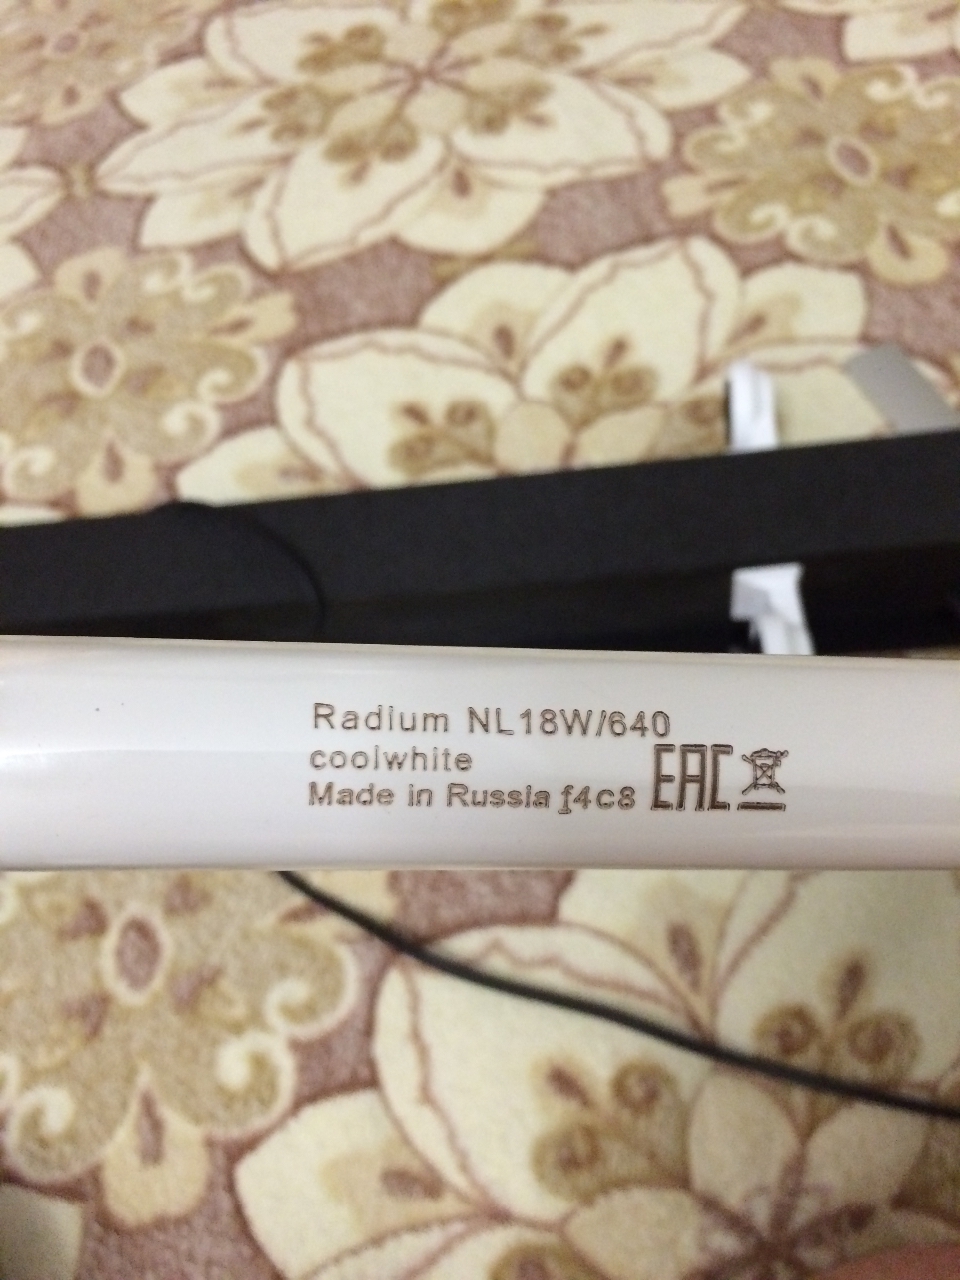 Radium NL18W/640
coolwhite
Made in Russia f4c8 EAC